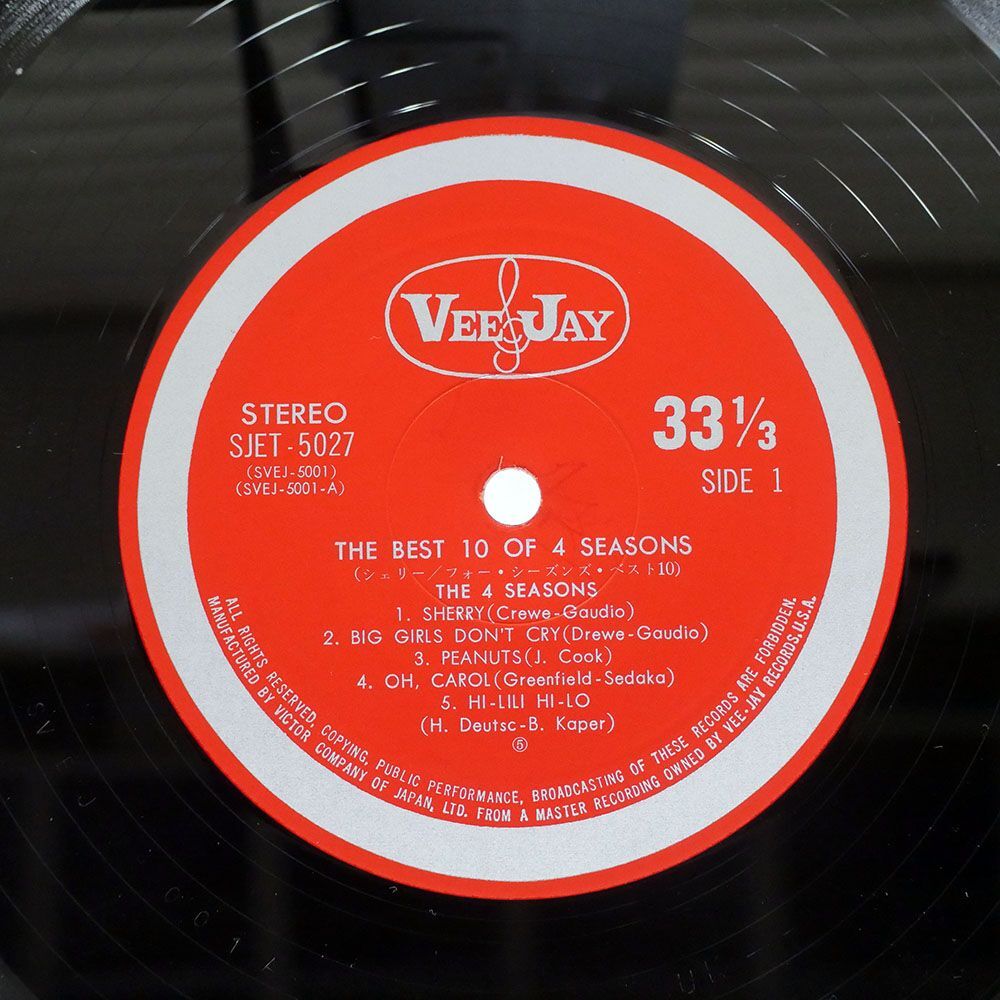 VEE JAY
STEREO
SJET-5027
(SVEJ-5001)
(SVEJ-5001-A)
33 1/3
SIDE 1
THE BEST 10 OF 4 SEASONS
(シェリー/フォー・シーズンズ・ベスト10)
THE 4 SEASONS
1. SHERRY(Crewe-Gaudio)
2. BIG GIRLS DON'T CRY(Drewe-Gaudio)
3. PEANUTS(J. Cook)
4. OH, CAROL(Greenfield-Sedaka)
5. HI-LILI HI-LO
(H. Deutsc-B. Kaper)
⑤
ALL RIGHTS RESERVED, COPYING, PUBLIC PERFORMANCE, BROADCASTING OF THESE RECORDS ARE FORBIDDEN.
MANUFACTURED BY VICTOR COMPANY OF JAPAN, LTD. FROM A MASTER RECORDING OWNED BY VEE-JAY RECORDS, U.S.A.